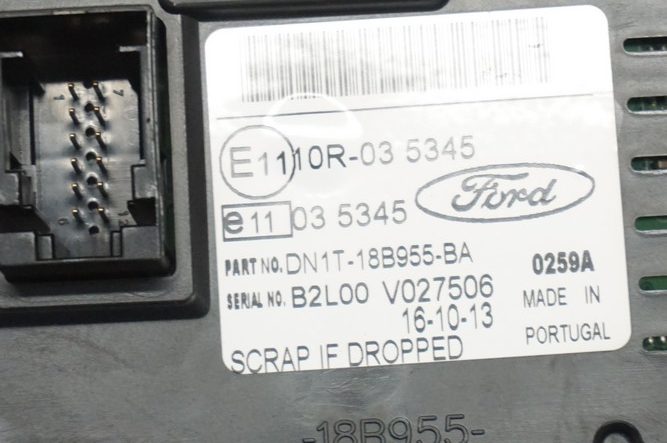 E11 10R-03 5345
e11 03 5345
Ford
PART NO. DN1T-18B955-BA
0259A
SERIAL NO. B2L00 V027506
MADE IN
16-10-13
PORTUGAL
SCRAP IF DROPPED
-18B955-